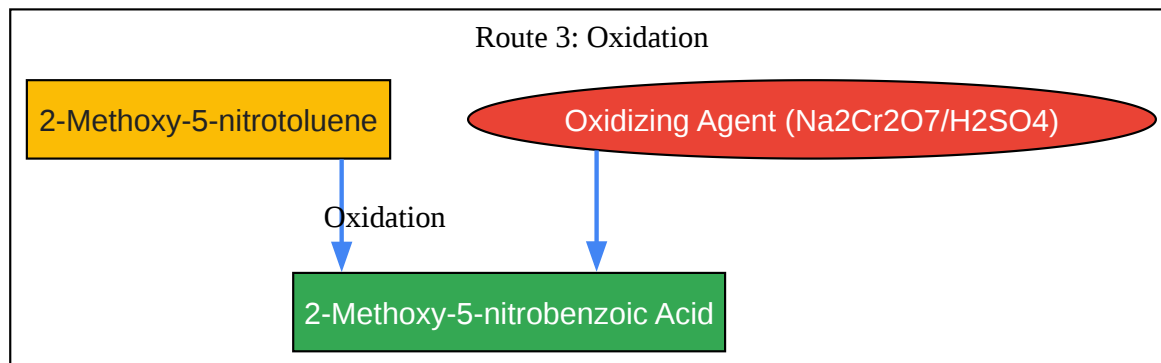 Route 3: Oxidation
2-Methoxy-5-nitrotoluene
Oxidizing Agent (Na2Cr2O7/H2SO4)
Oxidation
2-Methoxy-5-nitrobenzoic Acid